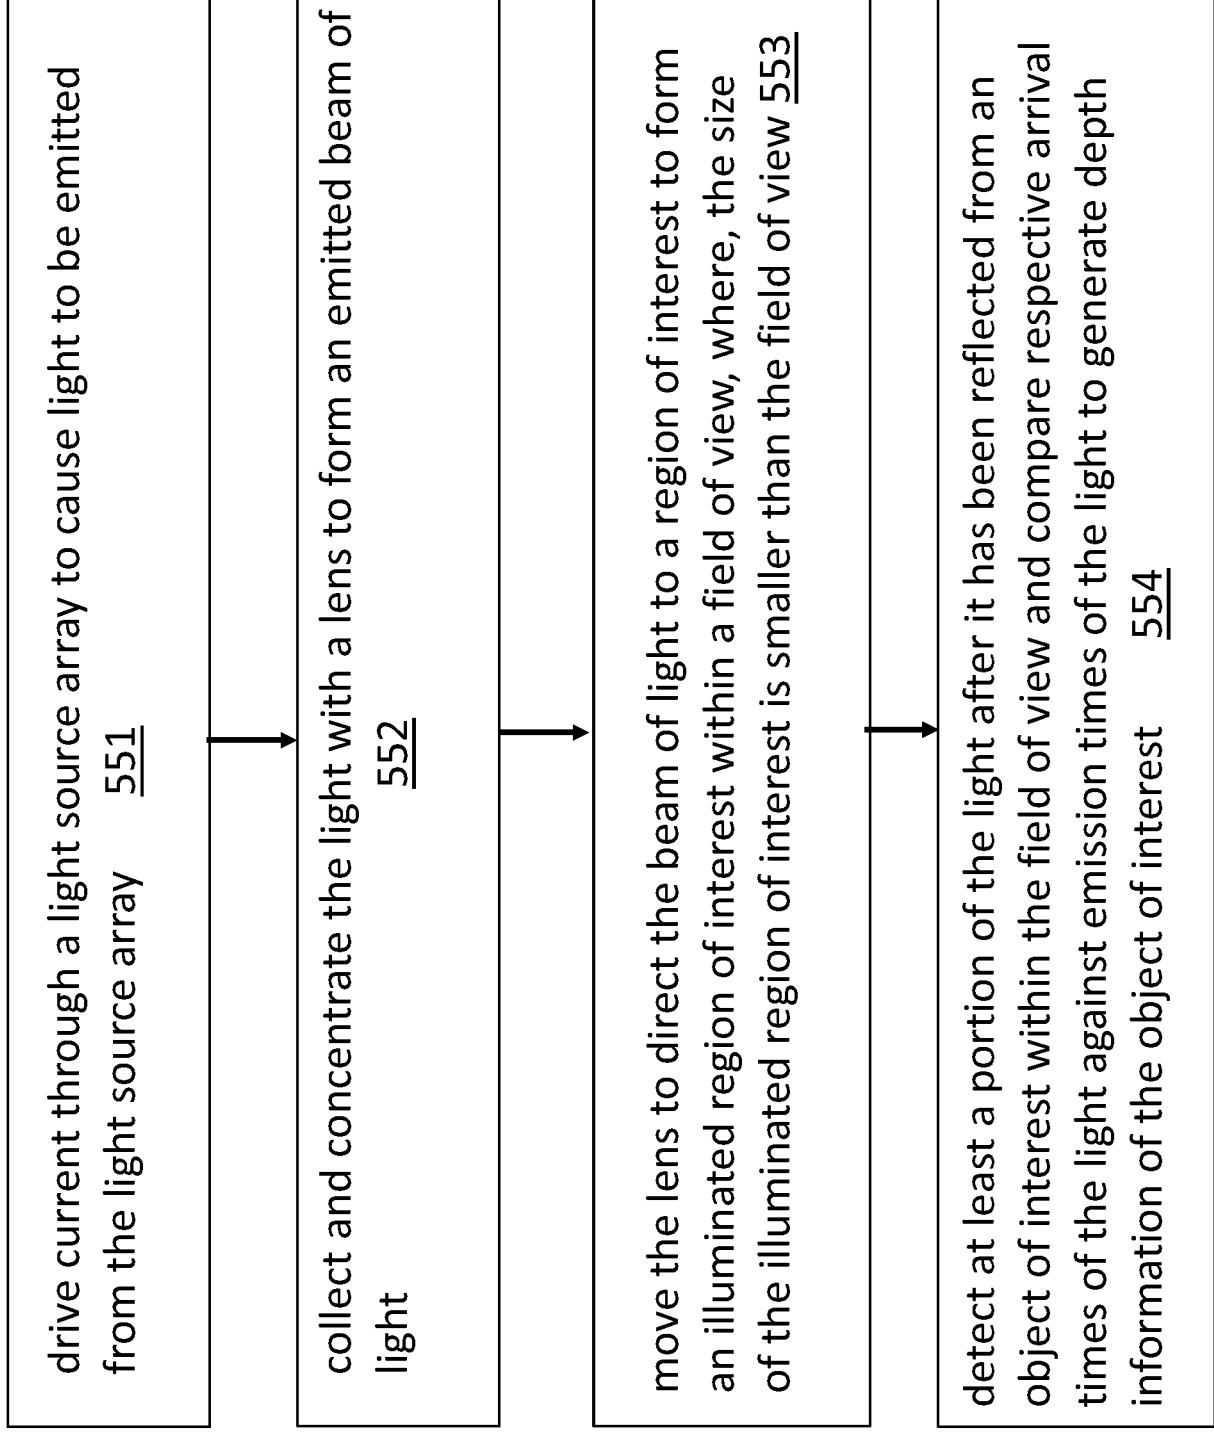 drive current through a light source array to cause light to be emitted
from the light source array 551
collect and concentrate the light with a lens to form an emitted beam of
light 552
move the lens to direct the beam of light to a region of interest to form
an illuminated region of interest within a field of view, where, the size
of the illuminated region of interest is smaller than the field of view 553
detect at least a portion of the light after it has been reflected from an
object of interest within the field of view and compare respective arrival
times of the light against emission times of the light to generate depth
information of the object of interest 554